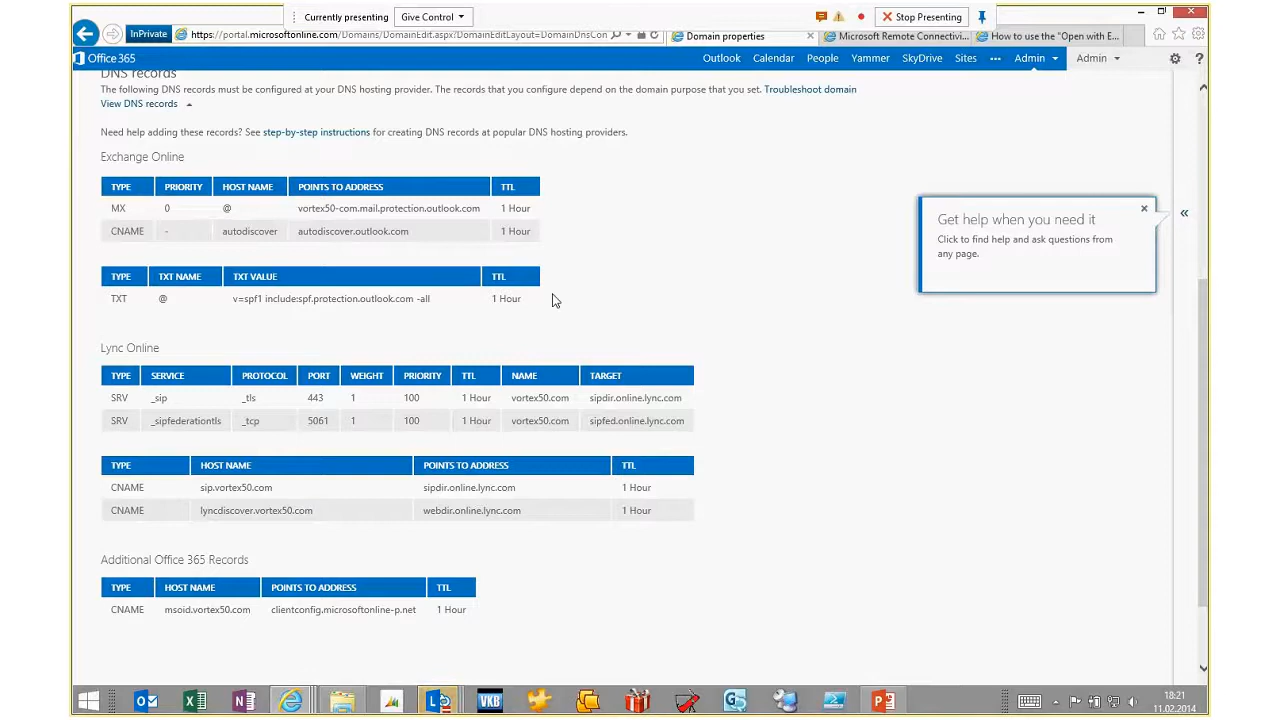 Currently presenting Give Control Stop Presenting
InPrivate https://portal.microsoftonline.com/Domains/DomainEdit.aspx?DomainEditLayout=DomainDnsCon Domain properties Microsoft Remote Connectivi... How to use the "Open with E...
Office 365 Outlook Calendar People Yammer SkyDrive Sites ••• Admin Admin ?
DNS records
The following DNS records must be configured at your DNS hosting provider. The records that you configure depend on the domain purpose that you set. Troubleshoot domain
View DNS records
Need help adding these records? See step-by-step instructions for creating DNS records at popular DNS hosting providers.
Exchange Online
TYPE PRIORITY HOST NAME POINTS TO ADDRESS TTL
MX 0 @ vortex50-com.mail.protection.outlook.com 1 Hour
CNAME - autodiscover autodiscover.outlook.com 1 Hour
TYPE TXT NAME TXT VALUE TTL
TXT @ v=spf1 include:spf.protection.outlook.com -all 1 Hour
Get help when you need it
Click to find help and ask questions from
any page.
Lync Online
TYPE SERVICE PROTOCOL PORT WEIGHT PRIORITY TTL NAME TARGET
SRV _sip _tls 443 1 100 1 Hour vortex50.com sipdir.online.lync.com
SRV _sipfederationtls _tcp 5061 1 100 1 Hour vortex50.com sipfed.online.lync.com
TYPE HOST NAME POINTS TO ADDRESS TTL
CNAME sip.vortex50.com sipdir.online.lync.com 1 Hour
CNAME lyncdiscover.vortex50.com webdir.online.lync.com 1 Hour
Additional Office 365 Records
TYPE HOST NAME POINTS TO ADDRESS TTL
CNAME msoid.vortex50.com clientconfig.microsoftonline-p.net 1 Hour
VKB
18:21
11.02.2014